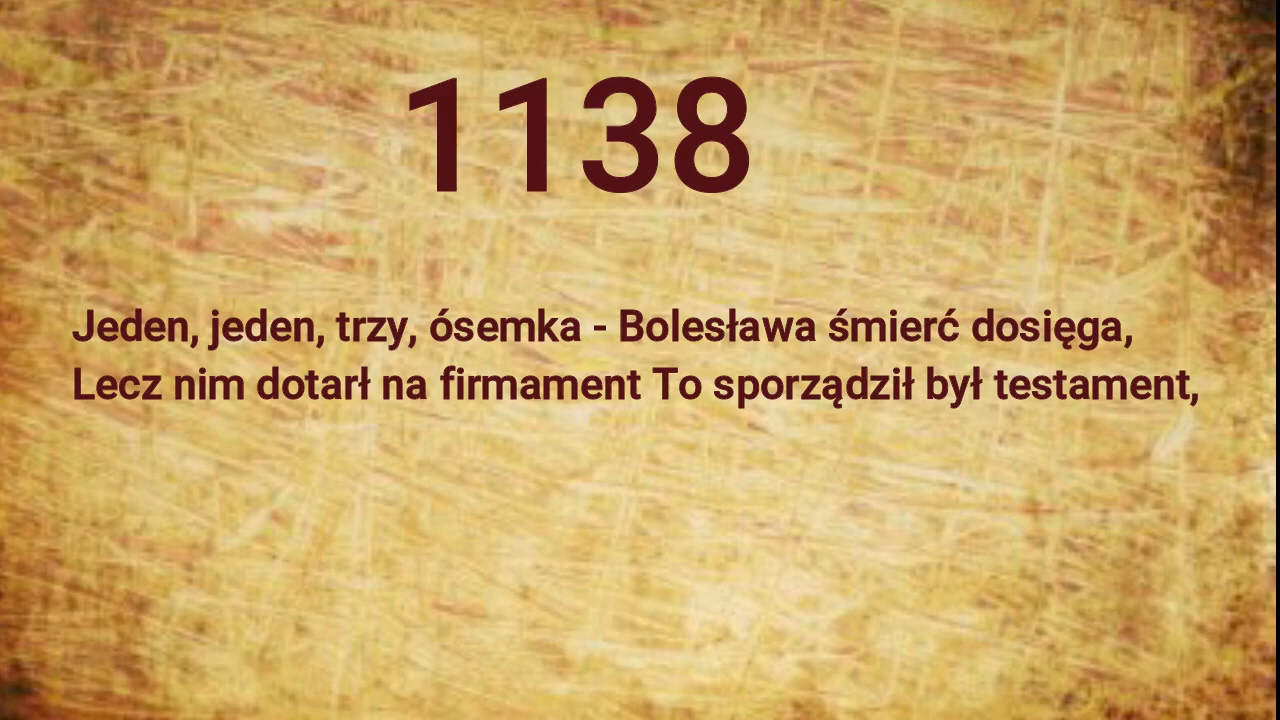 1138
Jeden, jeden, trzy, ósemka - Bolesława śmierć dosięga,
Lecz nim dotarł na firmament To sporządził był testament,